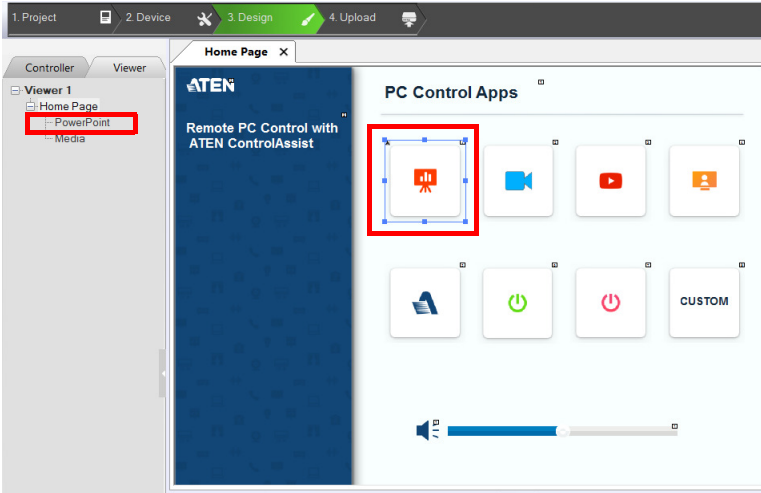 1. Project
2. Device
3. Design
4. Upload
Home Page X
Controller
Viewer
Viewer 1
Home Page
PowerPoint
Media
ATEN
Remote PC Control with
ATEN ControlAssist
PC Control Apps
CUSTOM